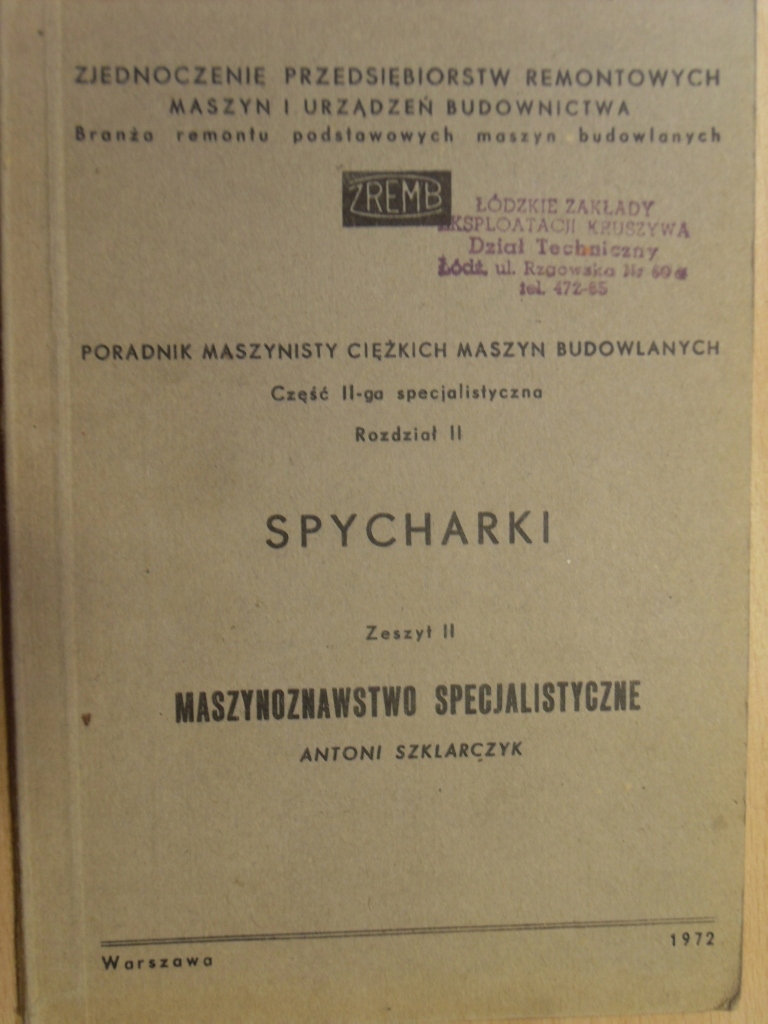 ZJEDNOCZENIE PRZEDSIĘBIORSTW REMONTOWYCH
MASZYN I URZĄDZEŃ BUDOWNICTWA
Branża remontu podstawowych maszyn budowlanych
ZREMB
ŁÓDZKIE ZAKŁADY
EKSPLOATACJI KRUSZYWA
Dział Techniczny
Łódź, ul. Rzgowska Nr
tel. 472-85
PORADNIK MASZYNISTY CIĘŻKICH MASZYN BUDOWLANYCH
Część II-ga specjalistyczna
Rozdział II
SPYCHARKI
Zeszyt II
MASZYNOZNAWSTWO SPECJALISTYCZNE
ANTONI SZKLARCZYK
Warszawa 1972